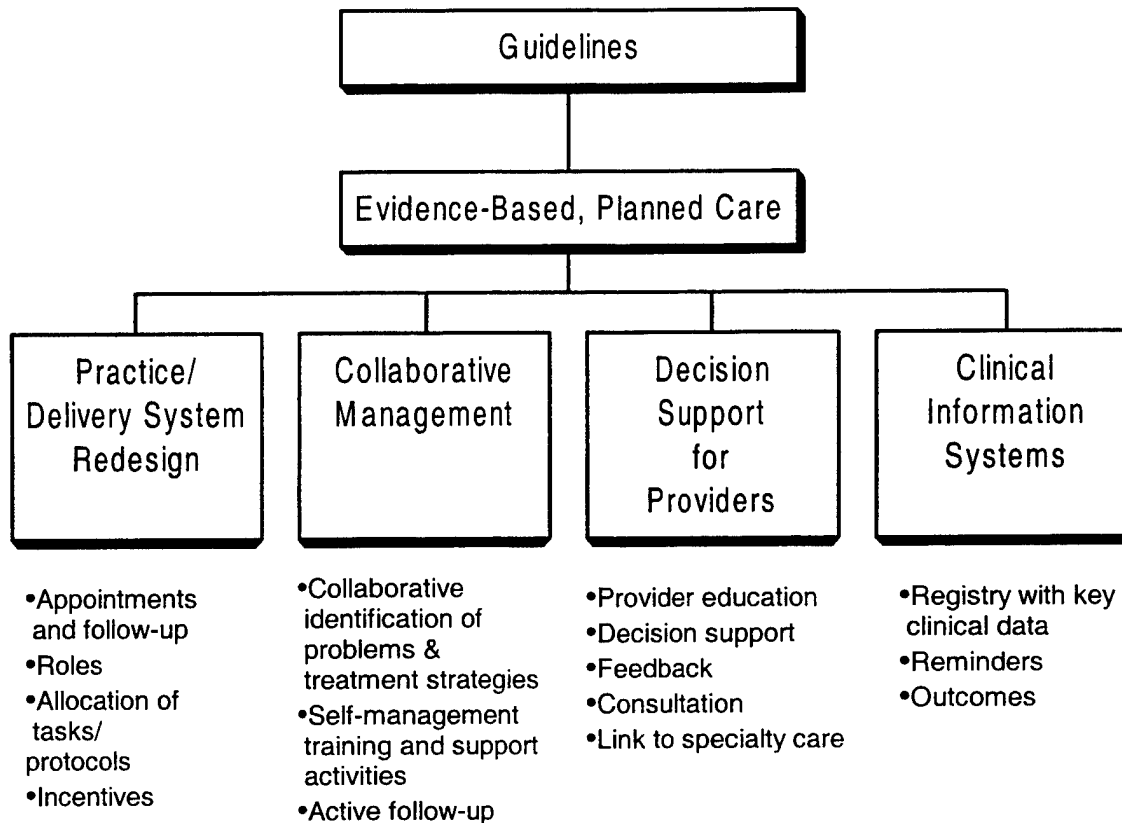 Guidelines
Evidence-Based, Planned Care
Practice/
Delivery System
Redesign
Collaborative
Management
Decision
Support
for
Providers
Clinical
Information
Systems
•Appointments
and follow-up
•Roles
•Allocation of
tasks/
protocols
•Incentives
•Collaborative
identification of
problems &
treatment strategies
•Self-management
training and support
activities
•Active follow-up
•Provider education
•Decision support
•Feedback
•Consultation
•Link to specialty care
•Registry with key
clinical data
•Reminders
•Outcomes